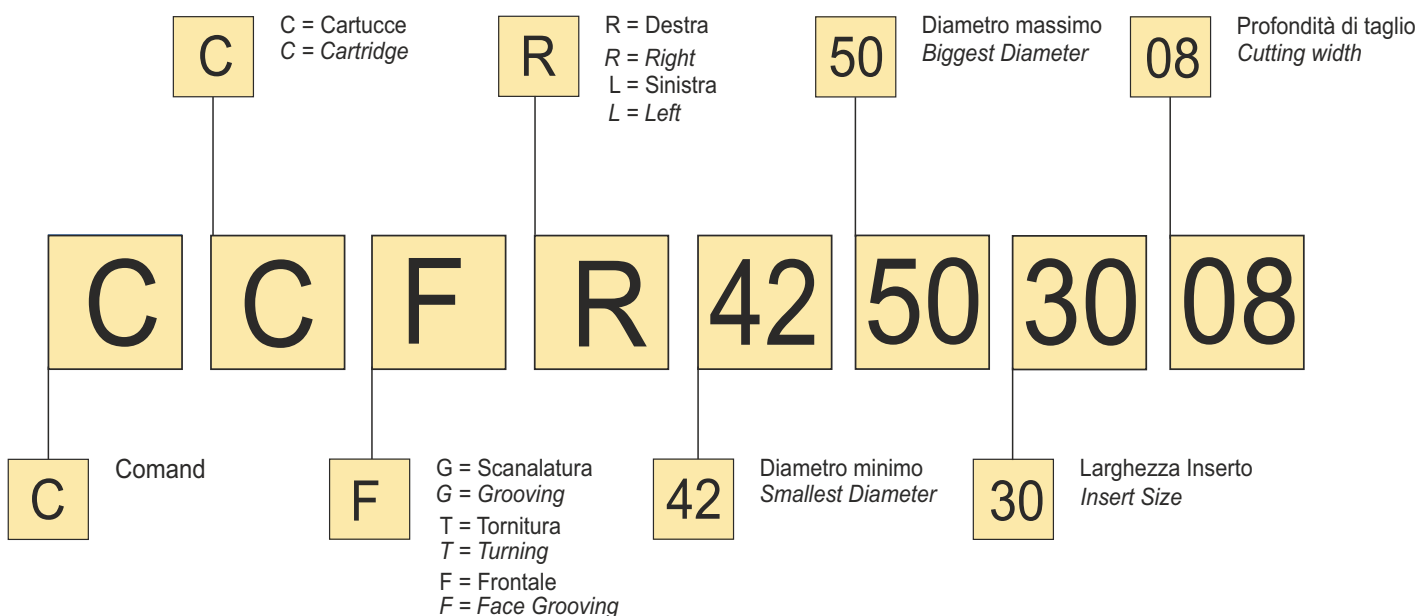 C
C = Cartucce
C = Cartridge
R
R = Destra
R = Right
L = Sinistra
L = Left
50
Diametro massimo
Biggest Diameter
08
Profondità di taglio
Cutting width
C C F R 42 50 30 08
C
Comand
F
G = Scanalatura
G = Grooving
T = Tornitura
T = Turning
F = Frontale
F = Face Grooving
42
Diametro minimo
Smallest Diameter
30
Larghezza Inserto
Insert Size